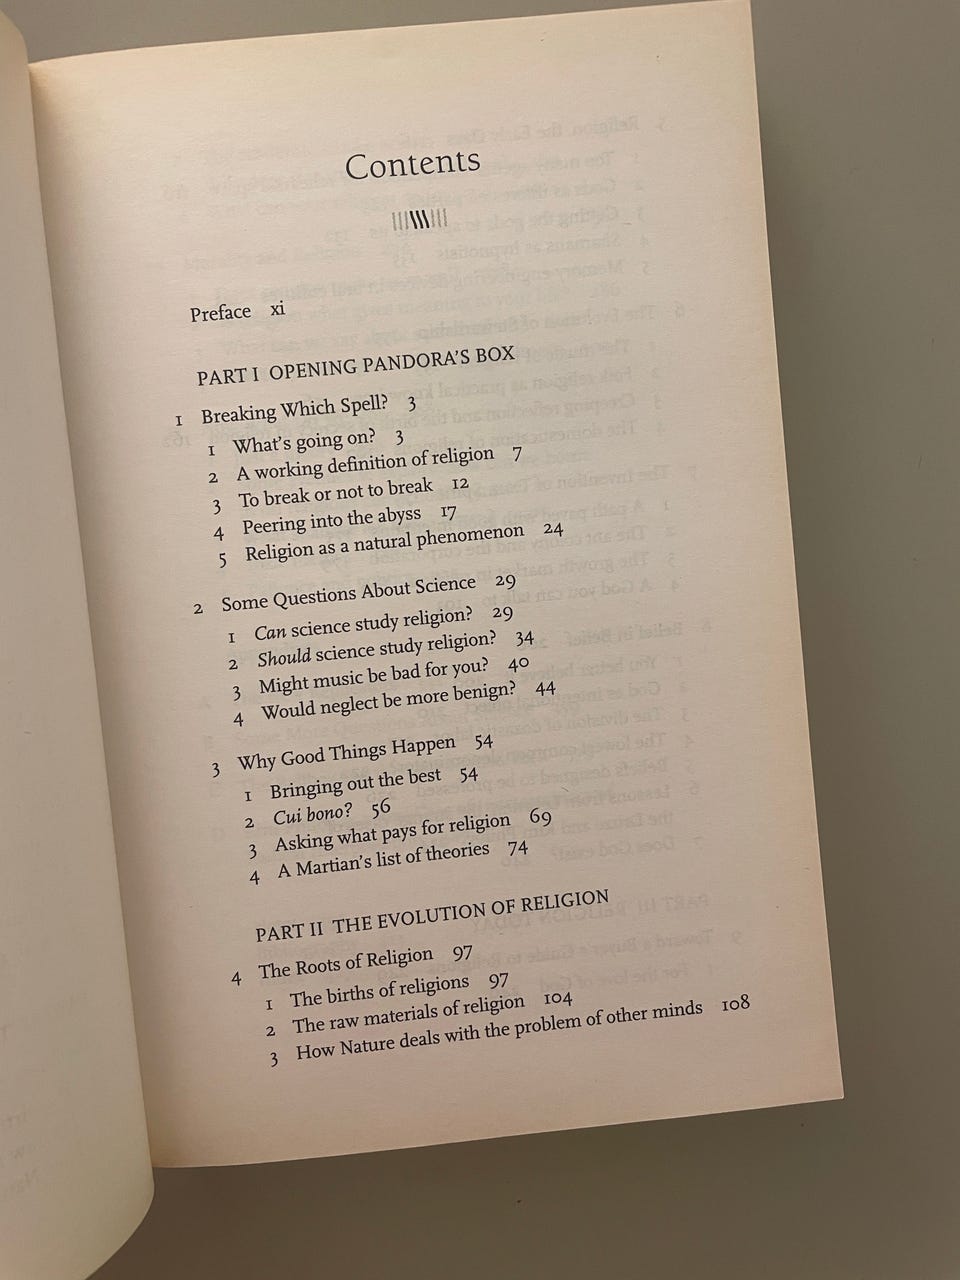 Contents
Preface xi
PART I OPENING PANDORA'S BOX
1 Breaking Which Spell? 3
1 What's going on? 3
2 A working definition of religion 7
3 To break or not to break 12
4 Peering into the abyss 17
5 Religion as a natural phenomenon 24
2 Some Questions About Science 29
1 Can science study religion? 29
2 Should science study religion? 34
3 Might music be bad for you? 40
4 Would neglect be more benign? 44
3 Why Good Things Happen 54
1 Bringing out the best 54
2 Cui bono? 56
3 Asking what pays for religion 69
4 A Martian's list of theories 74
PART II THE EVOLUTION OF RELIGION
4 The Roots of Religion 97
1 The births of religions 97
2 The raw materials of religion 104
3 How Nature deals with the problem of other minds 108